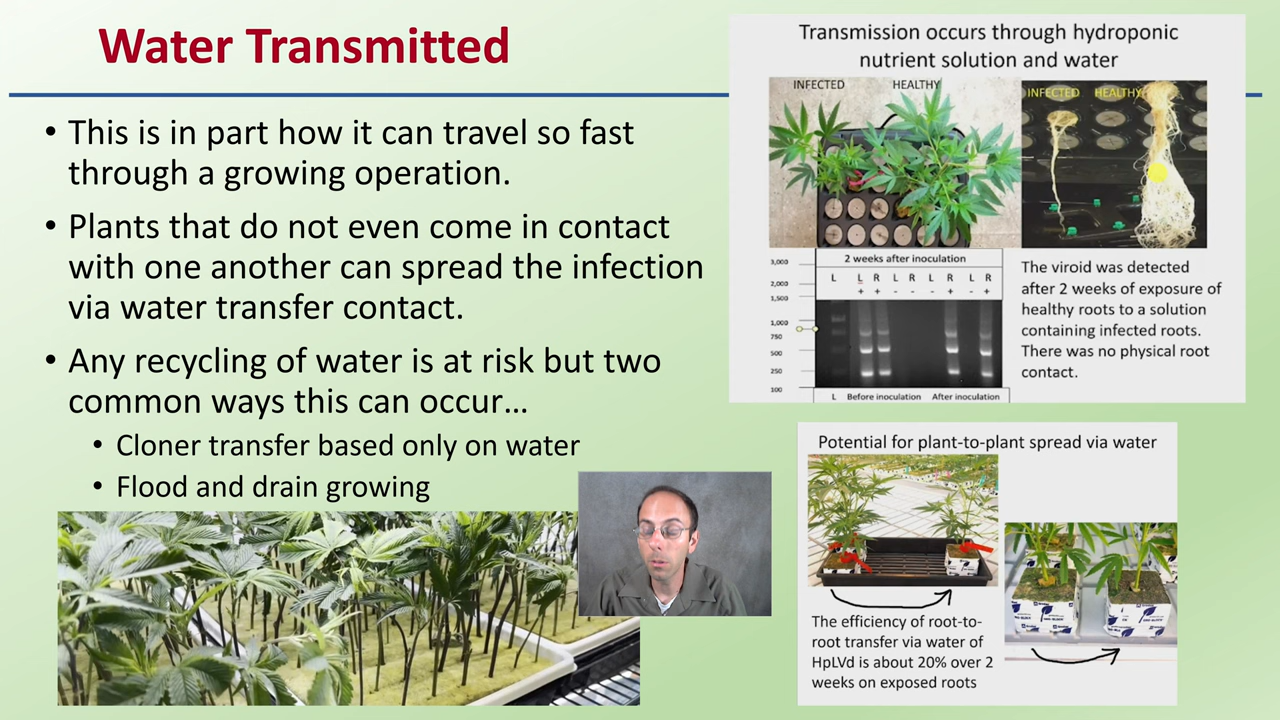 Water Transmitted
• This is in part how it can travel so fast
through a growing operation.
• Plants that do not even come in contact
with one another can spread the infection
via water transfer contact.
• Any recycling of water is at risk but two
common ways this can occur…
• Cloner transfer based only on water
• Flood and drain growing
Transmission occurs through hydroponic
nutrient solution and water
INFECTED HEALTHY
INFECTED HEALTHY
2 weeks after inoculation
L L R L R L R L R
+ + - - - + - +
3,000
2,000
1,500
1,000
750
500
250
100
L Before inoculation After inoculation
The viroid was detected
after 2 weeks of exposure of
healthy roots to a solution
containing infected roots.
There was no physical root
contact.
Potential for plant-to-plant spread via water
The efficiency of root-to-
root transfer via water of
HpLVd is about 20% over 2
weeks on exposed roots